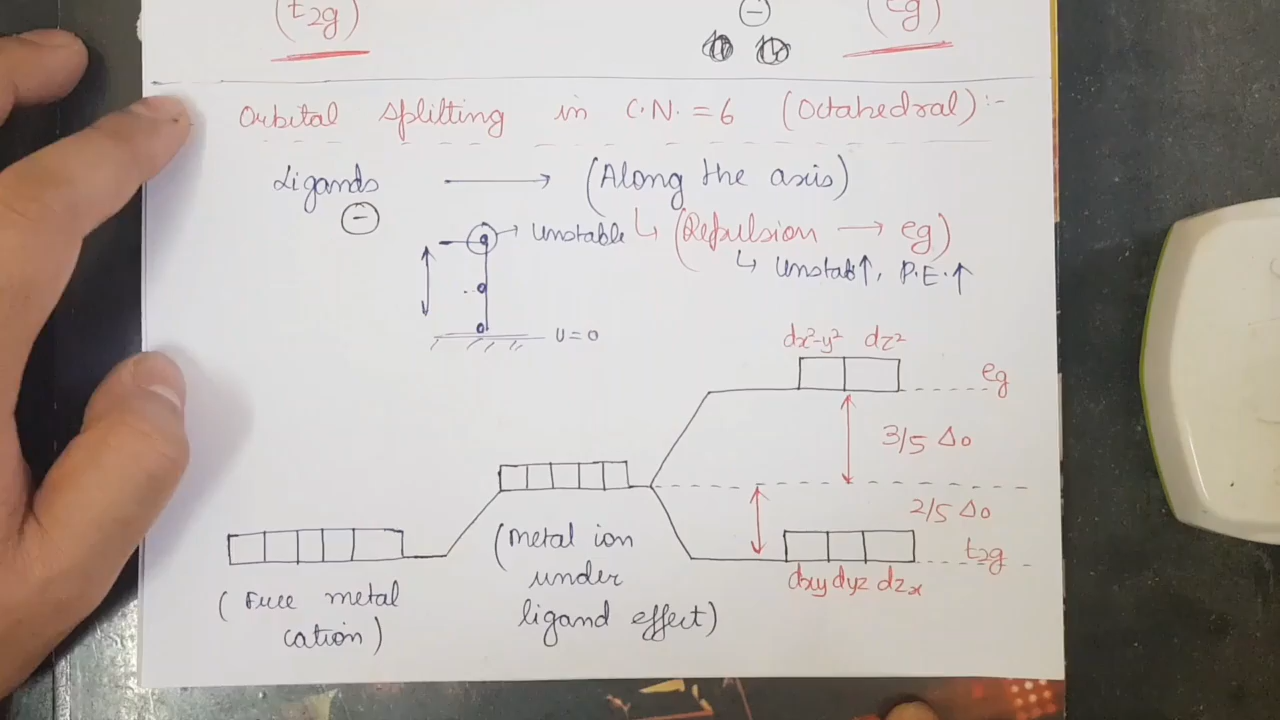 (t2g)
(eg)
Orbital splitting in C.N. = 6 (Octahedral) :-
Ligands → (Along the axis)
⊖
→ Unstable ↳ (Repulsion → eg)
↳ Unstab↑, P.E.↑
U = 0
dx²-y² dz²
eg
3/5 Δo
2/5 Δo
t2g
dxy dyz dzx
(Free metal cation)
(metal ion
under
ligand effect)